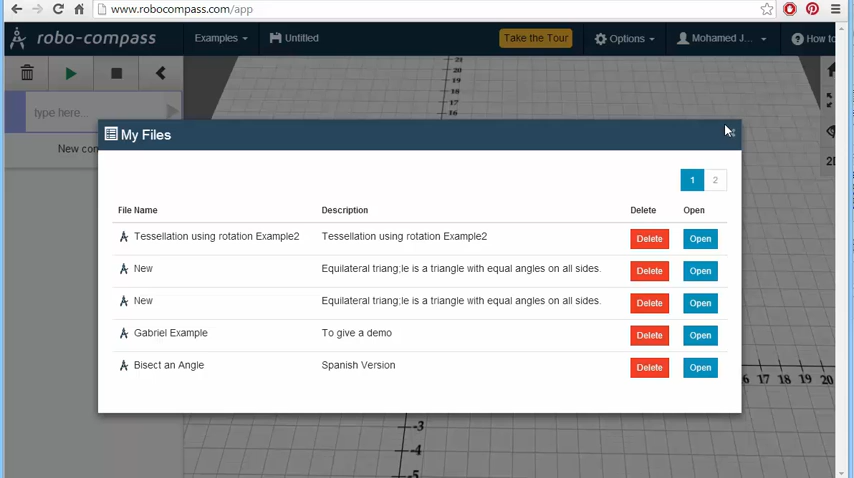 www.robocompass.com/app
robo-compass
Examples
Untitled
Take the Tour
Options
Mohamed J...
How to
type here...
New con
21
20
19
18
17
16
My Files
1 2
File Name Description Delete Open
Tessellation using rotation Example2 Tessellation using rotation Example2 Delete Open
New Equilateral triang;le is a triangle with equal angles on all sides. Delete Open
New Equilateral triang;le is a triangle with equal angles on all sides. Delete Open
Gabriel Example To give a demo Delete Open
Bisect an Angle Spanish Version Delete Open
16 17 18 19 20
-3
-4
-5